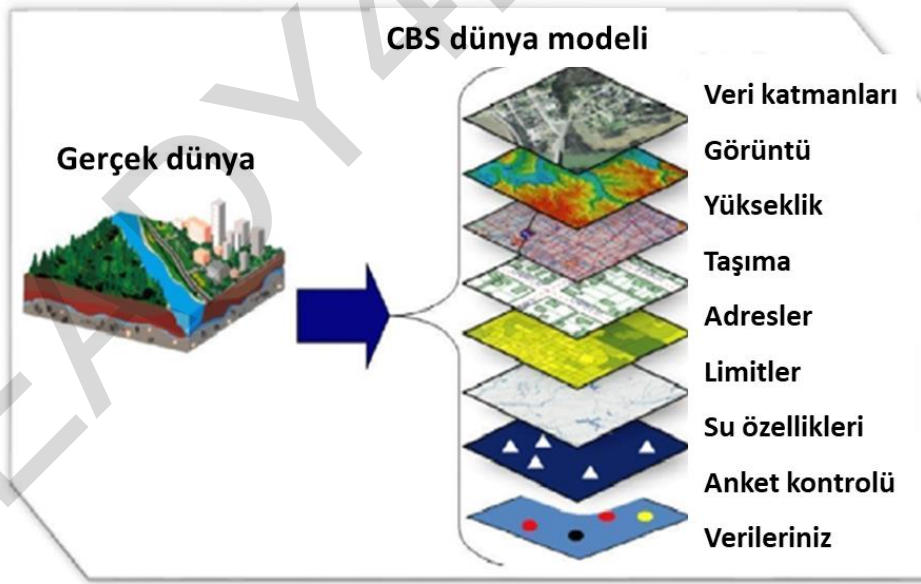 CBS dünya modeli
Gerçek dünya
Veri katmanları
Görüntü
Yükseklik
Taşıma
Adresler
Limitler
Su özellikleri
Anket kontrolü
Verileriniz